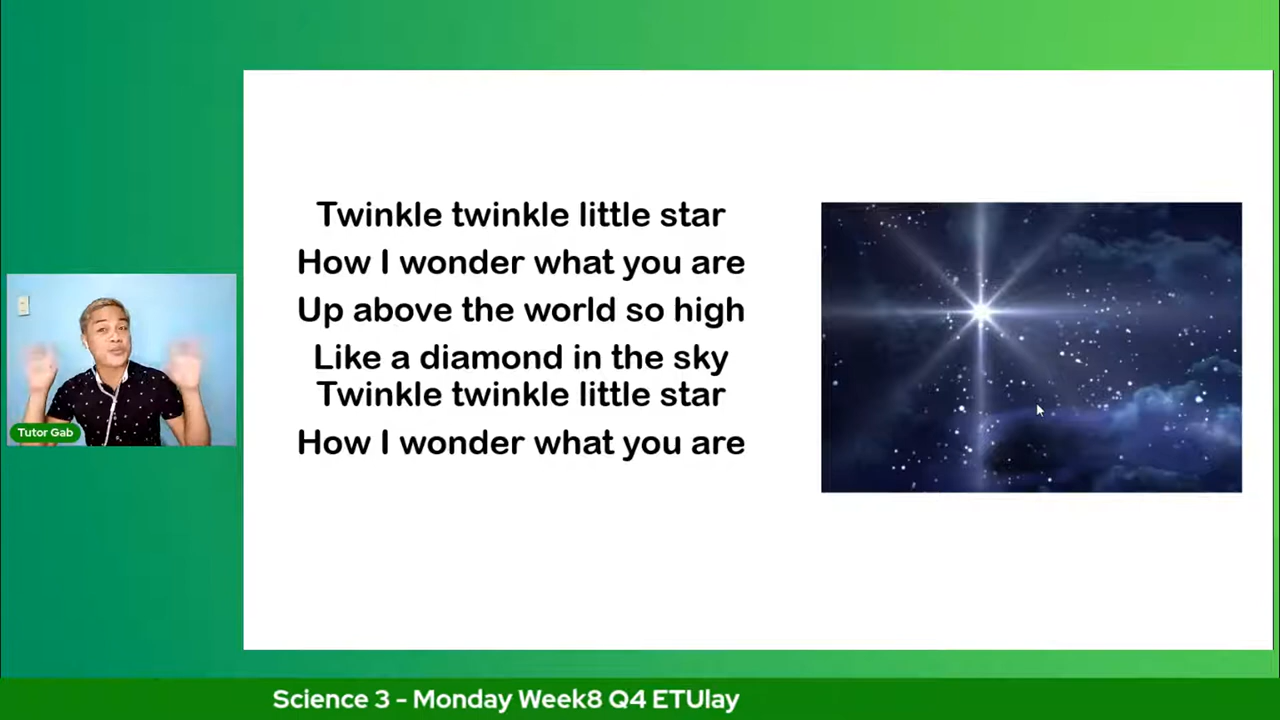 Twinkle twinkle little star
How I wonder what you are
Up above the world so high
Like a diamond in the sky
Twinkle twinkle little star
How I wonder what you are
Tutor Gab
Science 3 - Monday Week8 Q4 ETUlay